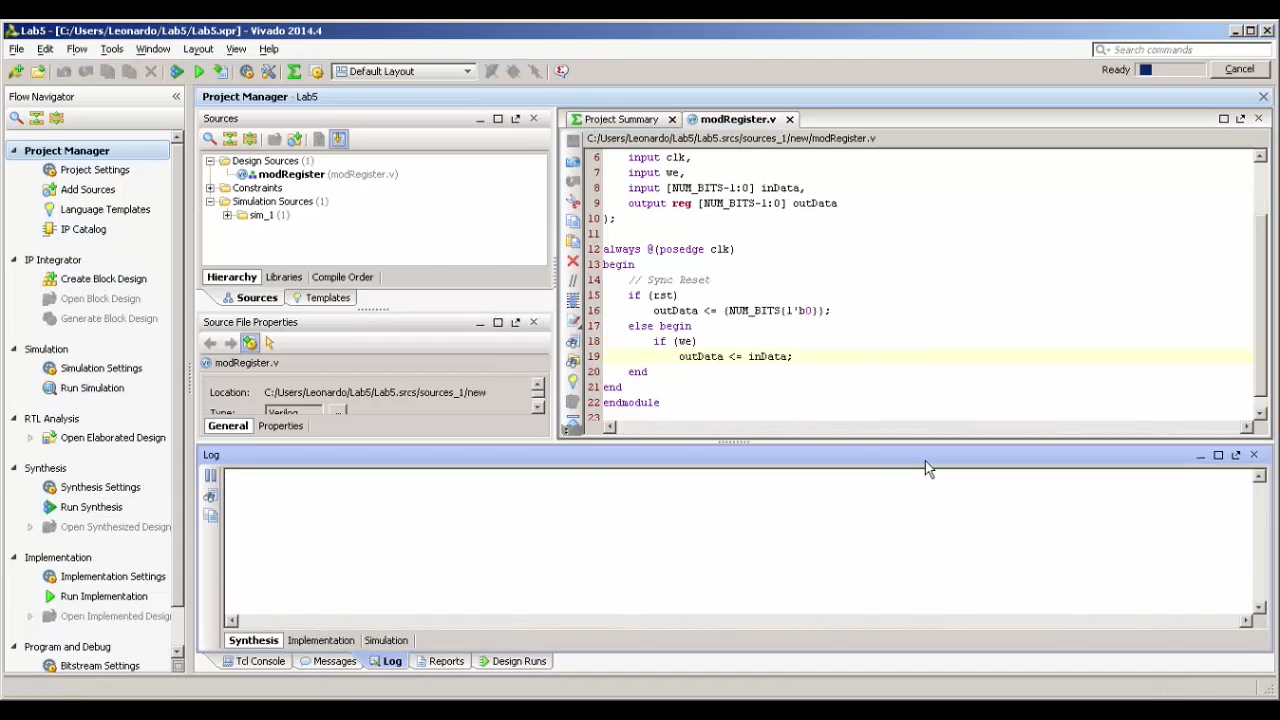 Lab5 - [C:/Users/Leonardo/Lab5/Lab5.xpr] - Vivado 2014.4
File Edit Flow Tools Window Layout View Help
Search commands
Default Layout
Ready
Cancel
Flow Navigator
Project Manager
Project Settings
Add Sources
Language Templates
IP Catalog
IP Integrator
Create Block Design
Open Block Design
Generate Block Design
Simulation
Simulation Settings
Run Simulation
RTL Analysis
Open Elaborated Design
Synthesis
Synthesis Settings
Run Synthesis
Open Synthesized Design
Implementation
Implementation Settings
Run Implementation
Open Implemented Desig
Program and Debug
Bitstream Settings
Project Manager - Lab5
Sources
Design Sources (1)
modRegister (modRegister.v)
Constraints
Simulation Sources (1)
sim_1 (1)
Hierarchy Libraries Compile Order
Sources Templates
Source File Properties
modRegister.v
Location: C:/Users/Leonardo/Lab5/Lab5.srcs/sources_1/new
Type: Verilog ...
General Properties
Project Summary modRegister.v
C:/Users/Leonardo/Lab5/Lab5.srcs/sources_1/new/modRegister.v
6 input clk,
7 input we,
8 input [NUM_BITS-1:0] inData,
9 output reg [NUM_BITS-1:0] outData
10 );
11
12 always @(posedge clk)
13 begin
14 // Sync Reset
15 if (rst)
16 outData <= {NUM_BITS{1'b0}};
17 else begin
18 if (we)
19 outData <= inData;
20 end
21 end
22 endmodule
23
Log
Synthesis Implementation Simulation
Tcl Console Messages Log Reports Design Runs